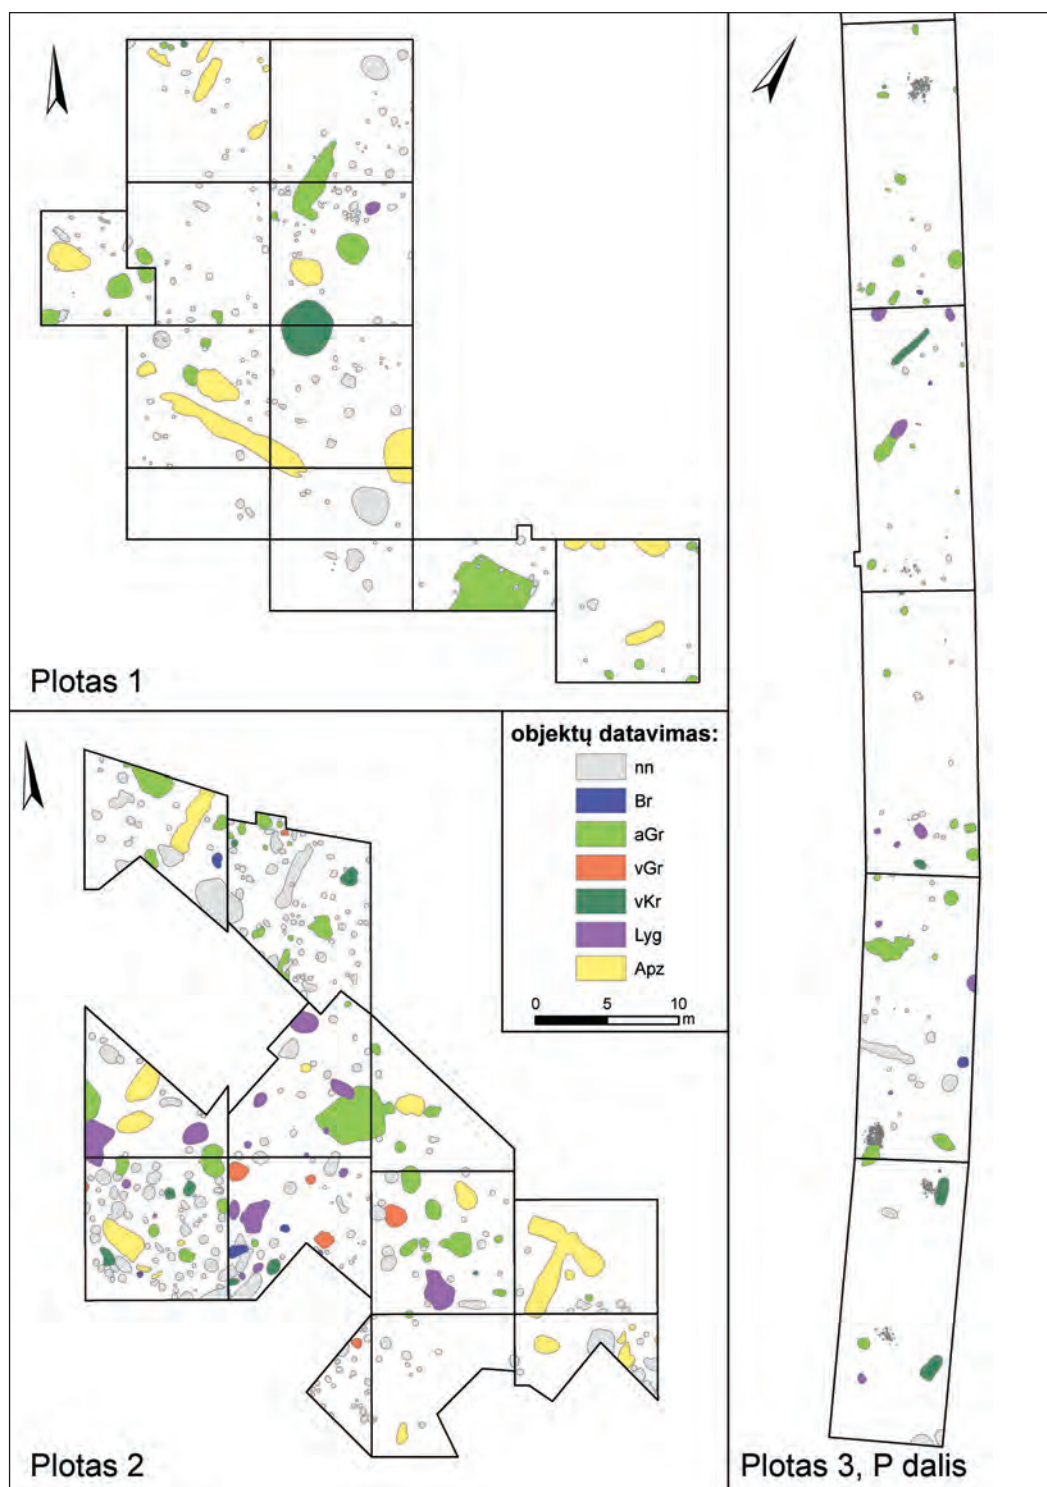 Plotas 1
objektų datavimas:
nn
Br
aGr
vGr
vKr
Lyg
Apz
0 5 10
m
Plotas 2
Plotas 3, P dalis